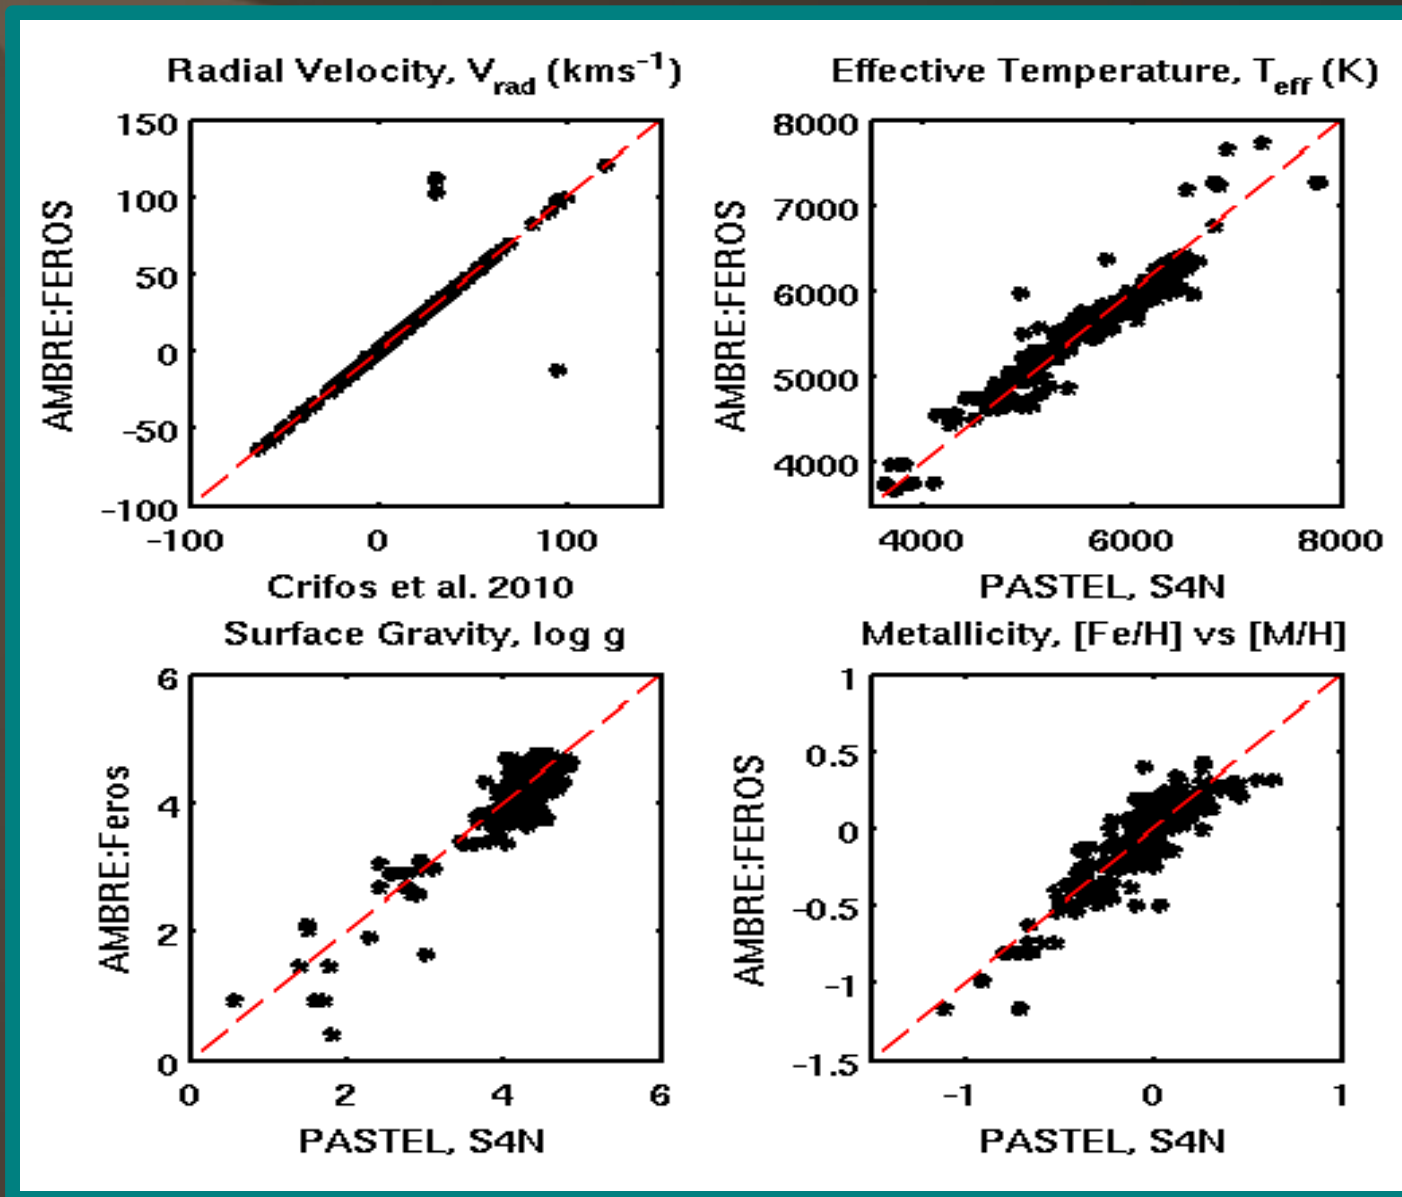 Radial Velocity, Vrad (kms−1)
150
100
50
0
−50
−100
−100 0 100
AMBRE:FEROS
Crifos et al. 2010
Effective Temperature, Teff (K)
8000
7000
6000
5000
4000
4000 6000 8000
AMBRE:FEROS
PASTEL, S4N
Surface Gravity, log g
6
4
2
0
0 2 4 6
AMBRE:Feros
PASTEL, S4N
Metallicity, [Fe/H] vs [M/H]
1
0.5
0
−0.5
−1
−1.5
−1 0 1
AMBRE:FEROS
PASTEL, S4N